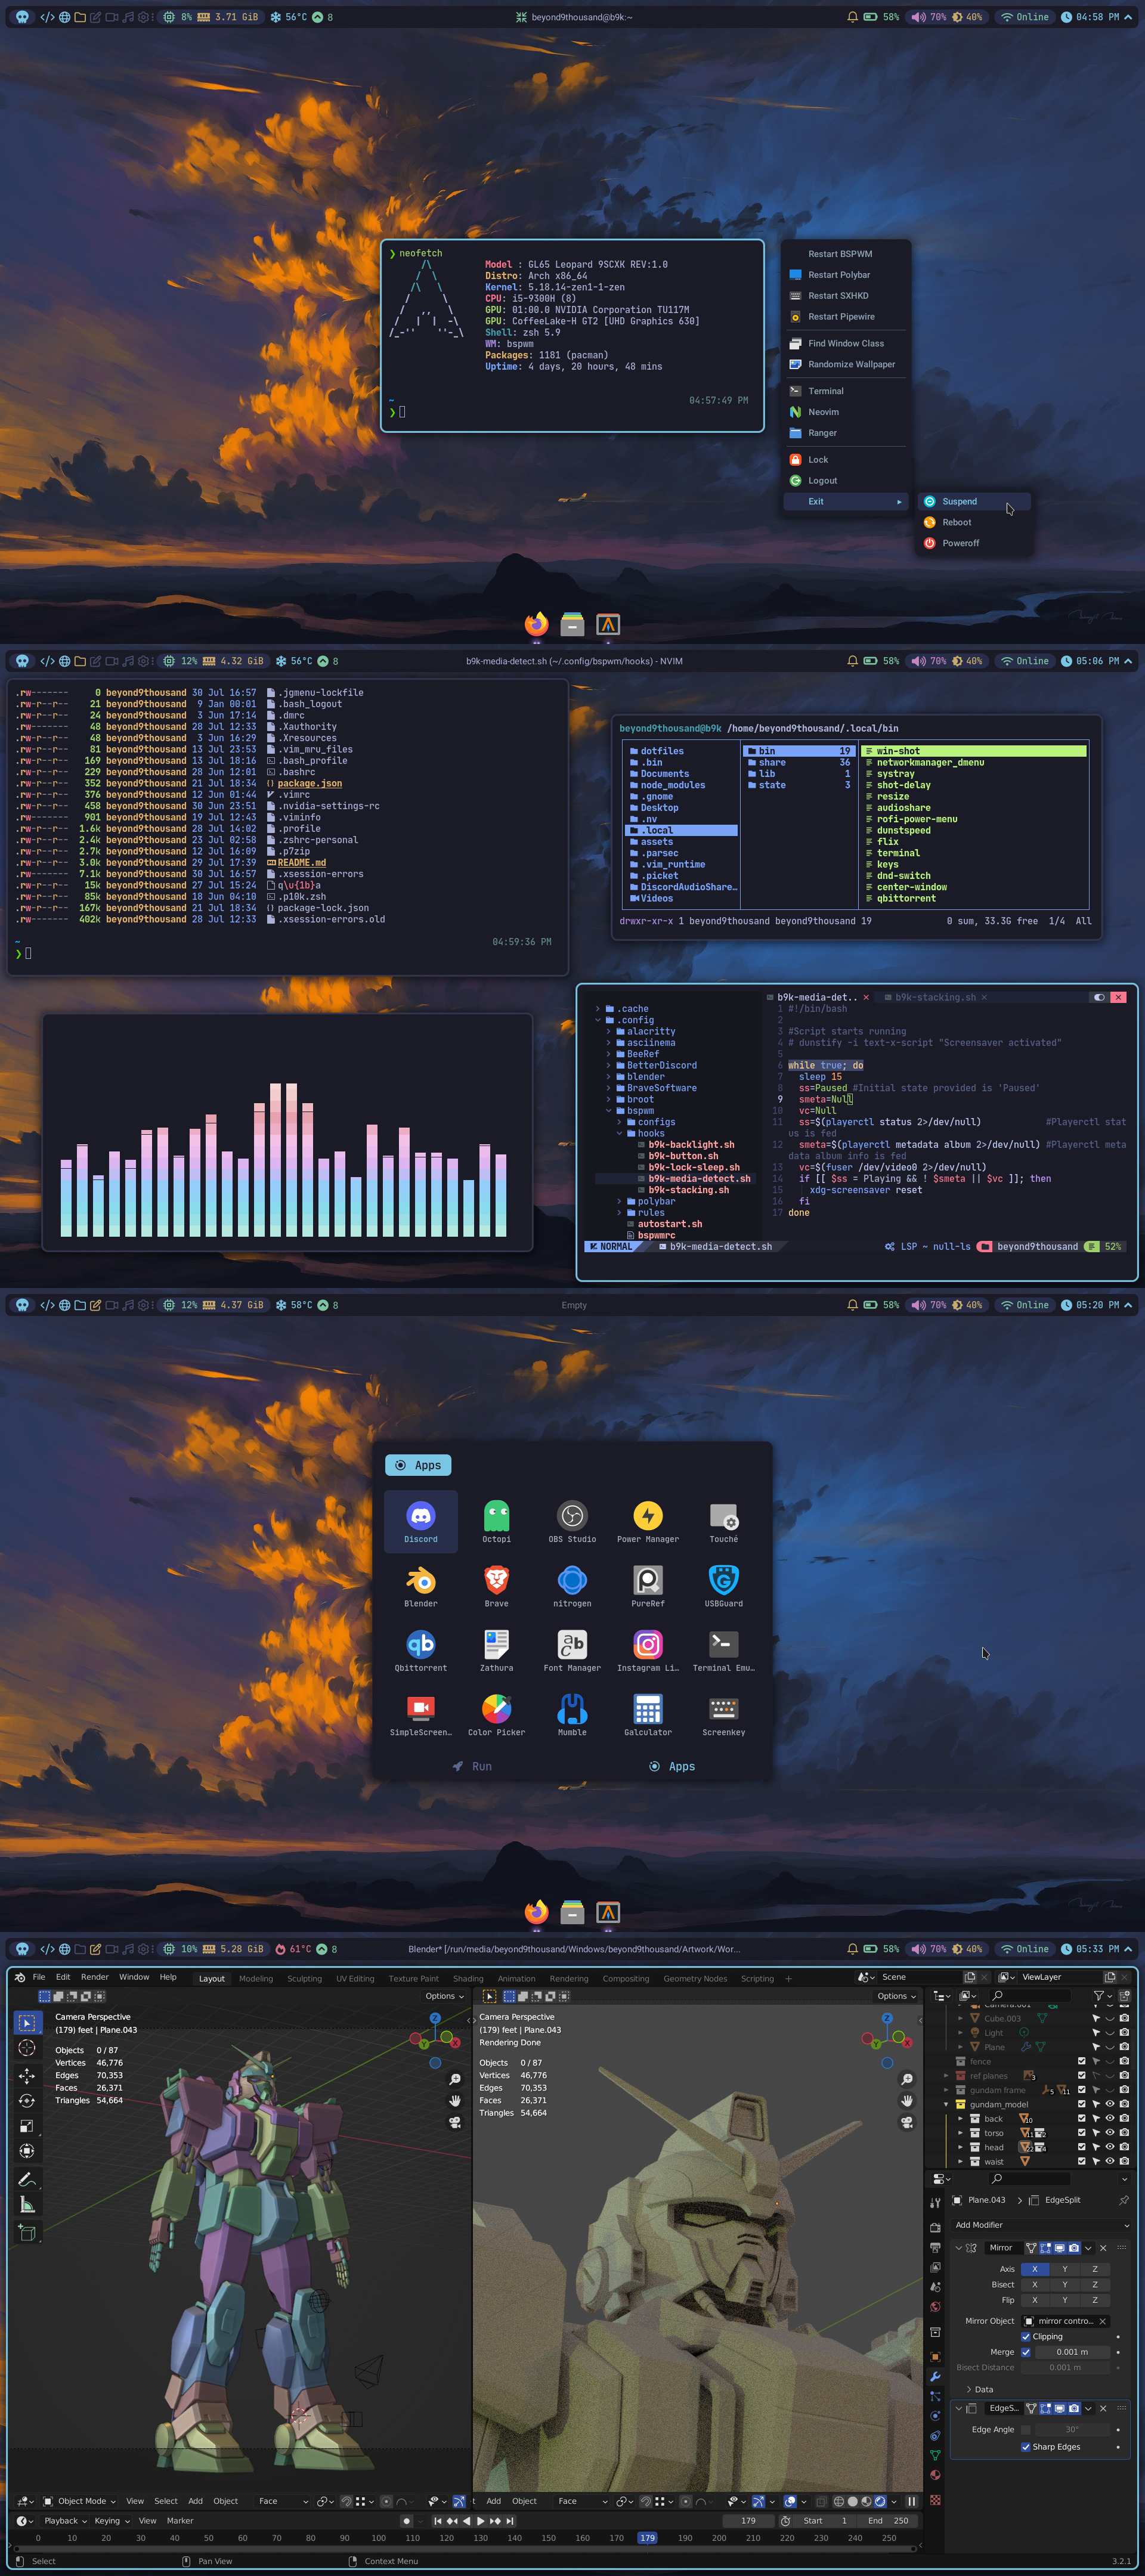 8% 3.71 GiB 56°C 8 beyond9thousand@b9k:~ 58% 70% 40% Online 04:58 PM
❯ neofetch
Model : GL65 Leopard 9SCXK REV:1.0
Distro: Arch x86_64
Kernel: 5.18.14-zen1-1-zen
CPU: i5-9300H (8)
GPU: 01:00.0 NVIDIA Corporation TU117M
GPU: CoffeeLake-H GT2 [UHD Graphics 630]
Shell: zsh 5.9
WM: bspwm
Packages: 1181 (pacman)
Uptime: 4 days, 20 hours, 48 mins
~ 04:57:49 PM
❯
Restart BSPWM
Restart Polybar
Restart SXHKD
Restart Pipewire
Find Window Class
Randomize Wallpaper
Terminal
Neovim
Ranger
Lock
Logout
Exit
Suspend
Reboot
Poweroff
12% 4.32 GiB 56°C 8 b9k-media-detect.sh (~/.config/bspwm/hooks) - NVIM 58% 70% 40% Online 05:06 PM
.rw------- 0 beyond9thousand 30 Jul 16:57 .jgmenu-lockfile
.rw-r--r-- 21 beyond9thousand 9 Jan 00:01 .bash_logout
.rw-r--r-- 24 beyond9thousand 3 Jun 17:14 .dmrc
.rw------- 48 beyond9thousand 28 Jul 12:33 .Xauthority
.rw-r--r-- 48 beyond9thousand 3 Jun 16:29 .Xresources
.rw-r--r-- 81 beyond9thousand 13 Jul 23:53 .vim_mru_files
.rw-r--r-- 169 beyond9thousand 13 Jul 18:16 .bash_profile
.rw-r--r-- 229 beyond9thousand 28 Jun 12:01 .bashrc
.rw-r--r-- 352 beyond9thousand 21 Jul 18:34 package.json
.rw-r--r-- 376 beyond9thousand 12 Jun 01:44 .vimrc
.rw------- 458 beyond9thousand 30 Jun 23:51 .nvidia-settings-rc
.rw------- 901 beyond9thousand 19 Jul 12:43 .viminfo
.rw-r--r-- 1.6k beyond9thousand 28 Jul 14:02 .profile
.rw-r--r-- 2.4k beyond9thousand 23 Jul 02:58 .zshrc-personal
.rw-r--r-- 2.7k beyond9thousand 12 Jul 16:09 .p7zip
.rw-r--r-- 3.0k beyond9thousand 29 Jul 17:39 README.md
.rw------- 7.1k beyond9thousand 30 Jul 16:57 .xsession-errors
.rw-r--r-- 15k beyond9thousand 27 Jul 15:24 q\u{1b}a
.rw-r--r-- 85k beyond9thousand 18 Jun 04:10 .p10k.zsh
.rw-r--r-- 167k beyond9thousand 21 Jul 18:34 package-lock.json
.rw------- 402k beyond9thousand 28 Jul 12:33 .xsession-errors.old
~ 04:59:36 PM
❯
beyond9thousand@b9k /home/beyond9thousand/.local/bin
dotfiles bin 19 win-shot
.bin share 36 networkmanager_dmenu
Documents lib 1 systray
node_modules state 3 shot-delay
.gnome resize
Desktop audioshare
.nv rofi-power-menu
.local dunstspeed
assets flix
.parsec terminal
.vim_runtime keys
.picket dnd-switch
DiscordAudioShare… center-window
Videos qbittorrent
drwxr-xr-x 1 beyond9thousand beyond9thousand 19 0 sum, 33.3G free 1/4 All
b9k-media-det.. × b9k-stacking.sh ×
.cache
.config
alacritty
asciinema
BeeRef
BetterDiscord
blender
BraveSoftware
broot
bspwm
configs
hooks
b9k-backlight.sh
b9k-button.sh
b9k-lock-sleep.sh
b9k-media-detect.sh
b9k-stacking.sh
polybar
rules
autostart.sh
bspwmrc
1 #!/bin/bash
2
3 #Script starts running
4 # dunstify -i text-x-script "Screensaver activated"
5
6 while true; do
7 sleep 15
8 ss=Paused #Initial state provided is 'Paused'
9 smeta=Null
10 vc=Null
11 ss=$(playerctl status 2>/dev/null) #Playerctl stat
us is fed
12 smeta=$(playerctl metadata album 2>/dev/null) #Playerctl meta
data album info is fed
13 vc=$(fuser /dev/video0 2>/dev/null)
14 if [[ $ss = Playing && ! $smeta || $vc ]]; then
15 xdg-screensaver reset
16 fi
17 done
NORMAL b9k-media-detect.sh LSP ~ null-ls beyond9thousand 52%
12% 4.37 GiB 58°C 8 Empty 58% 70% 40% Online 05:20 PM
Apps
Discord Octopi OBS Studio Power Manager Touché
Blender Brave nitrogen PureRef USBGuard
Qbittorrent Zathura Font Manager Instagram Li… Terminal Emu…
SimpleScreen… Color Picker Mumble Galculator Screenkey
Run Apps
10% 5.28 GiB 61°C 8 Blender* [/run/media/beyond9thousand/Windows/beyond9thousand/Artwork/Wor... 58% 70% 40% Online 05:33 PM
File Edit Render Window Help Layout Modeling Sculpting UV Editing Texture Paint Shading Animation Rendering Compositing Geometry Nodes Scripting + Scene ViewLayer
Options
Camera Perspective
(179) feet | Plane.043
Objects 0 / 87
Vertices 46,776
Edges 70,353
Faces 26,371
Triangles 54,664
Options
Camera Perspective
(179) feet | Plane.043
Rendering Done
Objects 0 / 87
Vertices 46,776
Edges 70,353
Faces 26,371
Triangles 54,664
Camera.001
Cube.003
Light
Plane
fence
ref planes 3
gundam frame 5 11
gundam_model
back 10
torso
head
waist
Plane.043 > EdgeSplit
Add Modifier
Mirror
Axis X Y Z
Bisect X Y Z
Flip X Y Z
Mirror Object mirror contro...
Clipping
Merge 0.001 m
Bisect Distance 0.001 m
Data
EdgeS...
Edge Angle 30°
Sharp Edges
Object Mode View Select Add Object Face
t Add Object Face
Playback Keying View Marker 179 Start 1 End 250
0 10 20 30 40 50 60 70 80 90 100 110 120 130 140 150 160 170 179 190 200 210 220 230 240 250
Select Pan View Context Menu 3.2.1